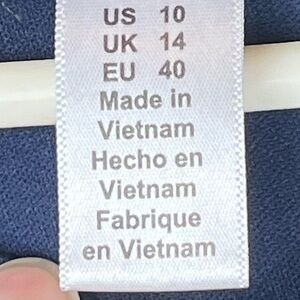 US 10
UK 14
EU 40
Made in
Vietnam
Hecho en
Vietnam
Fabrique
en Vietnam